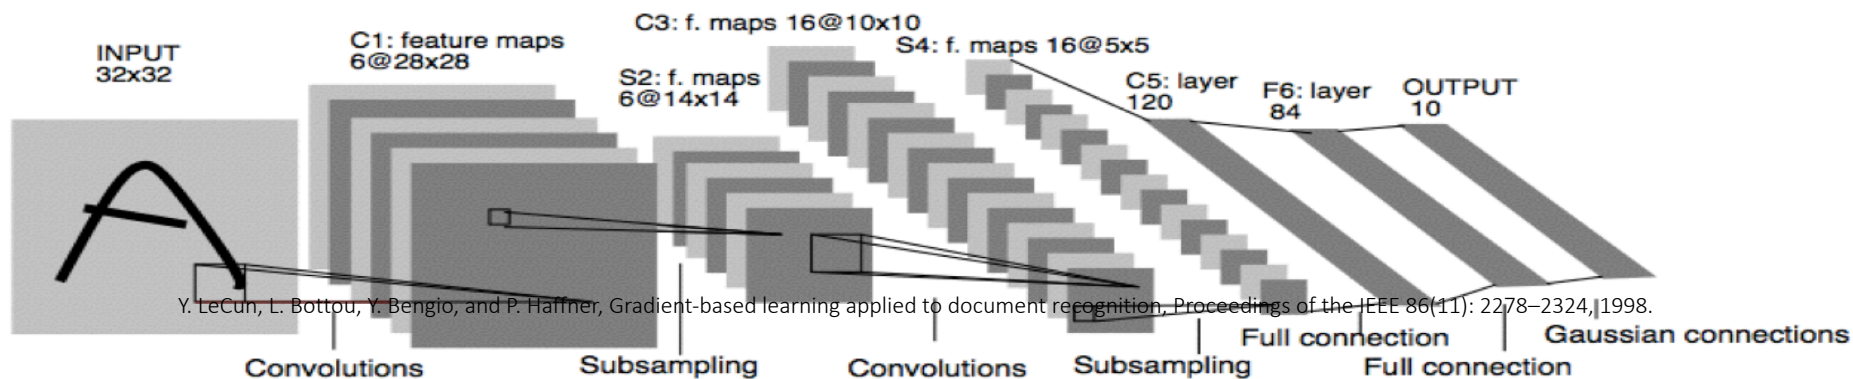 INPUT
32x32
C1: feature maps
6@28x28
S2: f. maps
6@14x14
C3: f. maps 16@10x10
S4: f. maps 16@5x5
C5: layer
120
F6: layer
84
OUTPUT
10
Y. LeCun, L. Bottou, Y. Bengio, and P. Haffner, Gradient-based learning applied to document recognition, Proceedings of the IEEE 86(11): 2278–2324, 1998.
Convolutions
Subsampling
Convolutions
Subsampling
Full connection
Full connection
Gaussian connections